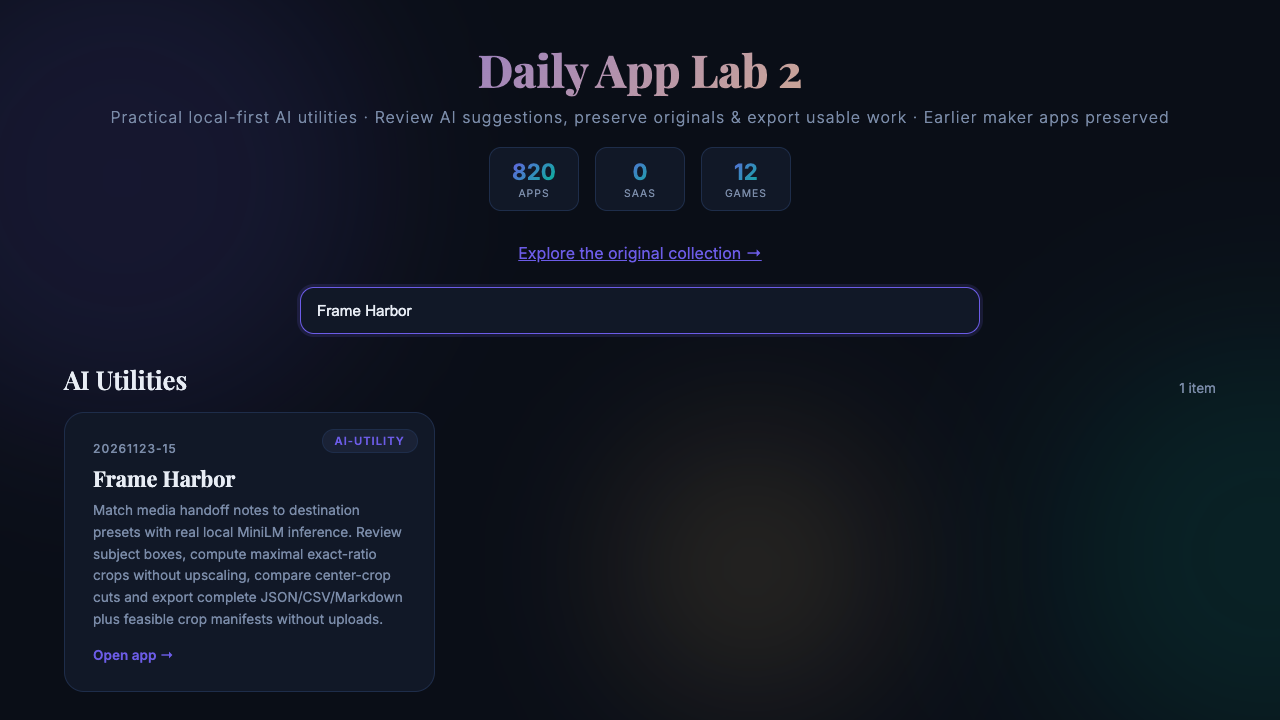 Daily App Lab 2
Practical local-first AI utilities · Review AI suggestions, preserve originals & export usable work · Earlier maker apps preserved
820
APPS
0
SAAS
12
GAMES
Explore the original collection →
Frame Harbor
AI Utilities
1 item
20261123-15
AI-UTILITY
Frame Harbor
Match media handoff notes to destination
presets with real local MiniLM inference. Review
subject boxes, compute maximal exact-ratio
crops without upscaling, compare center-crop
cuts and export complete JSON/CSV/Markdown
plus feasible crop manifests without uploads.
Open app →